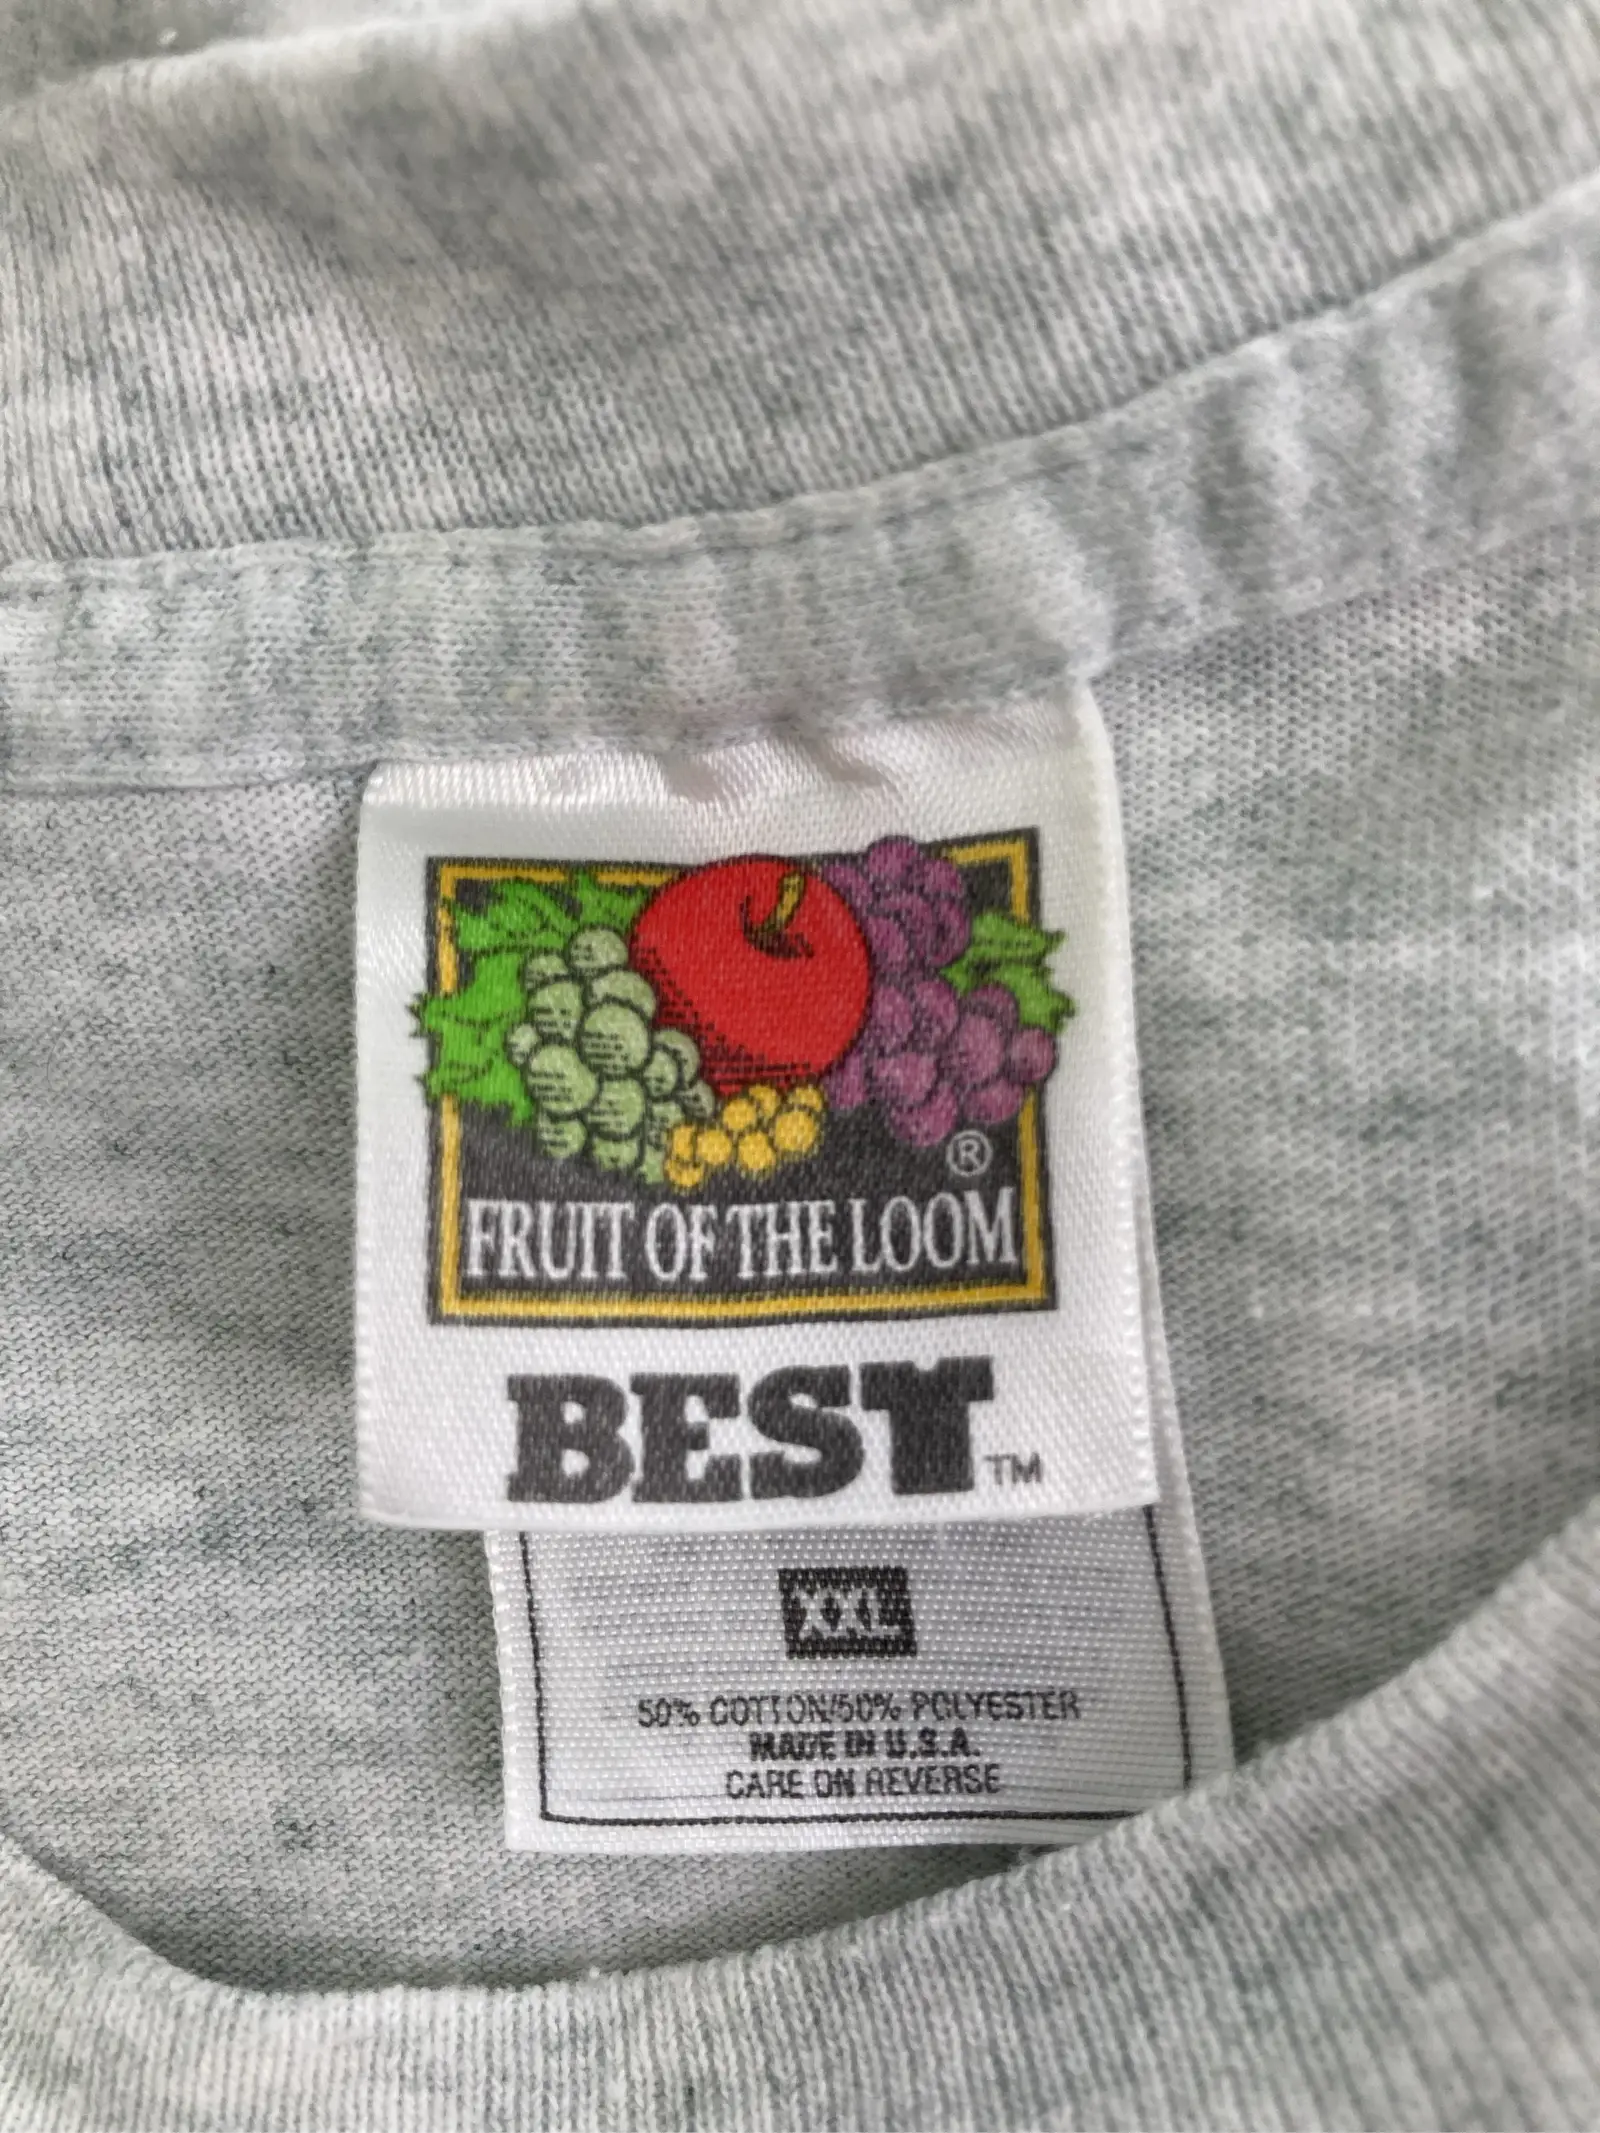 ®
FRUIT OF THE LOOM
BEST™
XXL
50% COTTON/50% POLYESTER
MADE IN U.S.A.
CARE ON REVERSE